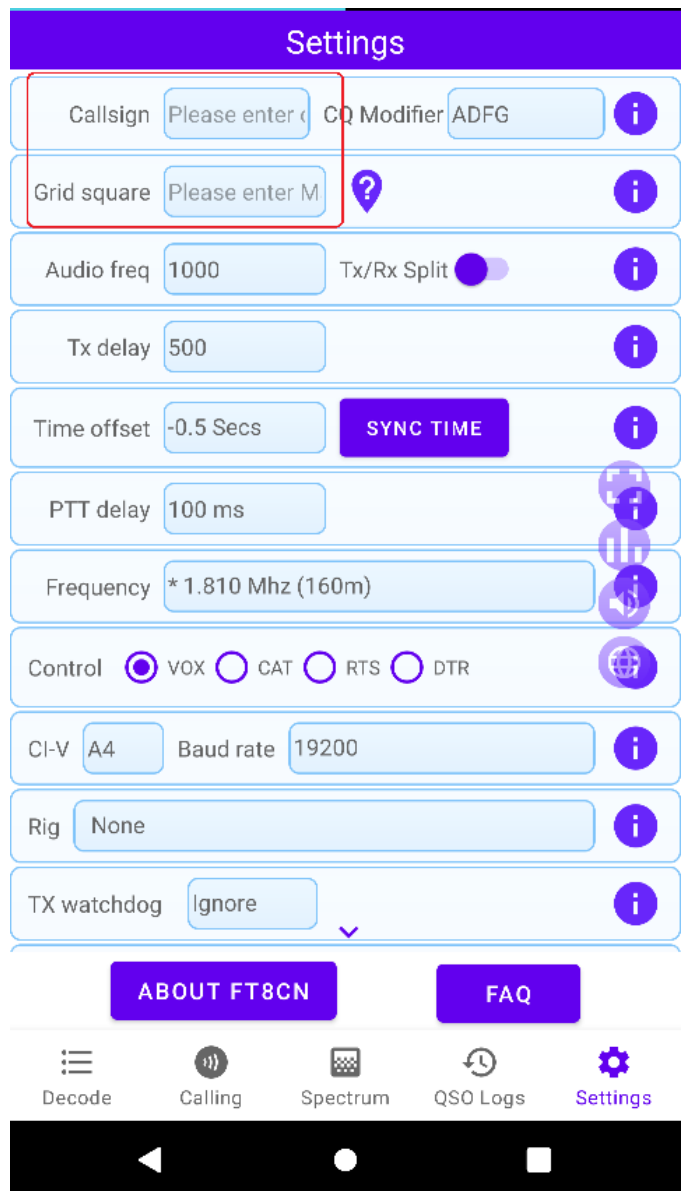 Settings
Callsign Please enter CQ Modifier ADFG
Grid square Please enter M
Audio freq 1000 Tx/Rx Split
Tx delay 500
Time offset -0.5 Secs SYNC TIME
PTT delay 100 ms
Frequency * 1.810 Mhz (160m)
Control VOX CAT RTS DTR
CI-V A4 Baud rate 19200
Rig None
TX watchdog Ignore
ABOUT FT8CN FAQ
Decode Calling Spectrum QSO Logs Settings